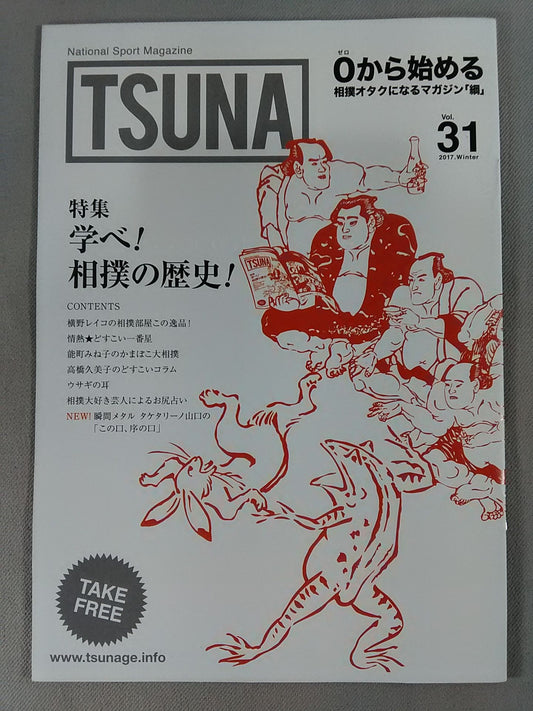 National Sport Magazine
TSUNA
ゼロ
0から始める
相撲オタクになるマガジン「綱」
Vol.
31
2017.Winter
特集
学べ!
相撲の歴史!
TSUNA
CONTENTS
横野レイコの相撲部屋この逸品!
情熱★どすこい一番星
能町みね子のかまぼこ大相撲
高橋久美子のどすこいコラム
ウサギの耳
相撲大好き芸人によるお尻占い
NEW! 瞬間メタル タケタリーノ山口の
「この口、序の口」
TAKE
FREE
www.tsunage.info